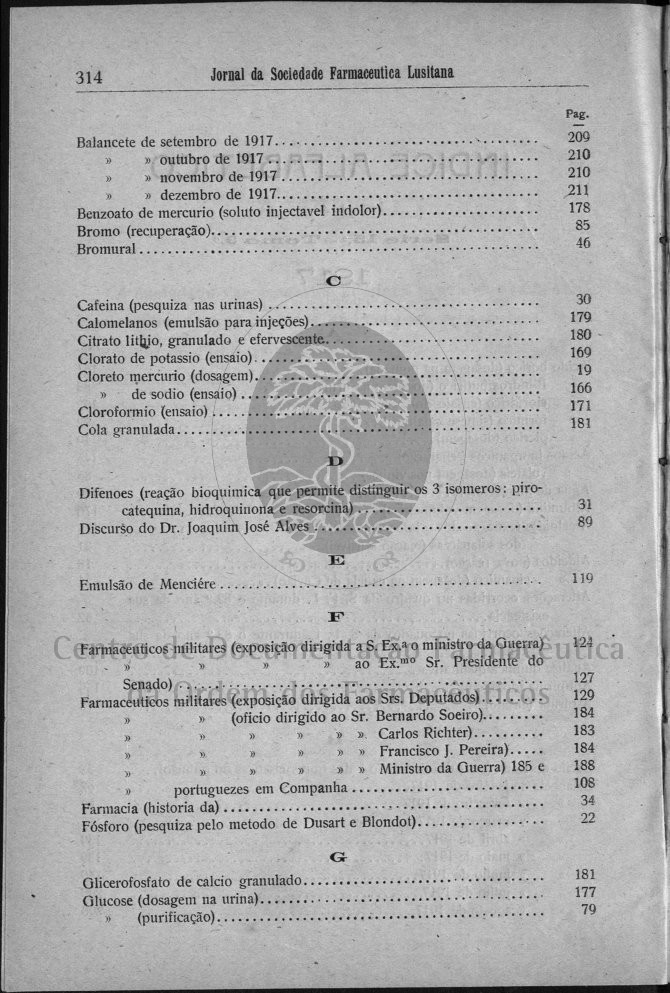 314 Jornal da Sociedade Farmaceutica Lusitana
Pag.
Balancete de setembro de 1917 209
» » outubro de 1917 210
» » novembro de 1917 210
» » dezembro de 1917 211
Benzoato de mercurio (soluto injectavel indolor) 178
Bromo (recuperação) 85
Bromural 46
C
Cafeina (pesquiza nas urinas) 30
Calomelanos (emulsão para injeções) 179
Citrato lithio, granulado e efervescente 180
Clorato de potassio (ensaio) 169
Cloreto mercurio (dosagem) 19
» de sodio (ensaio) 166
Cloroformio (ensaio) 171
Cola granulada 181
D
Difenoes (reação bioquimica que permite distinguir os 3 isomeros: piro-
catequina, hidroquinona e resorcina) 31
Discurso do Dr. Joaquim José Alves 89
E
Emulsão de Menciére 119
F
Farmaceuticos militares (exposição dirigida a S. Ex.a o ministro da Guerra) 124
» » » » ao Ex.mo Sr. Presidente do
Senado) 127
Farmaceuticos militares (exposição dirigida aos Srs. Deputados) 129
» » (oficio dirigido ao Sr. Bernardo Soeiro) 184
» » » » » » Carlos Richter) 183
» » » » » » Francisco J. Pereira) 184
» » » » » » Ministro da Guerra) 185 e 188
» portuguezes em Companha 108
Farmacia (historia da) 34
Fósforo (pesquiza pelo metodo de Dusart e Blondot) 22
G
Glicerofosfato de calcio granulado 181
Glucose (dosagem na urina) 177
» (purificação) 79
Centro de Documentação Farmacêutica
da Ordem dos Farmacêuticos